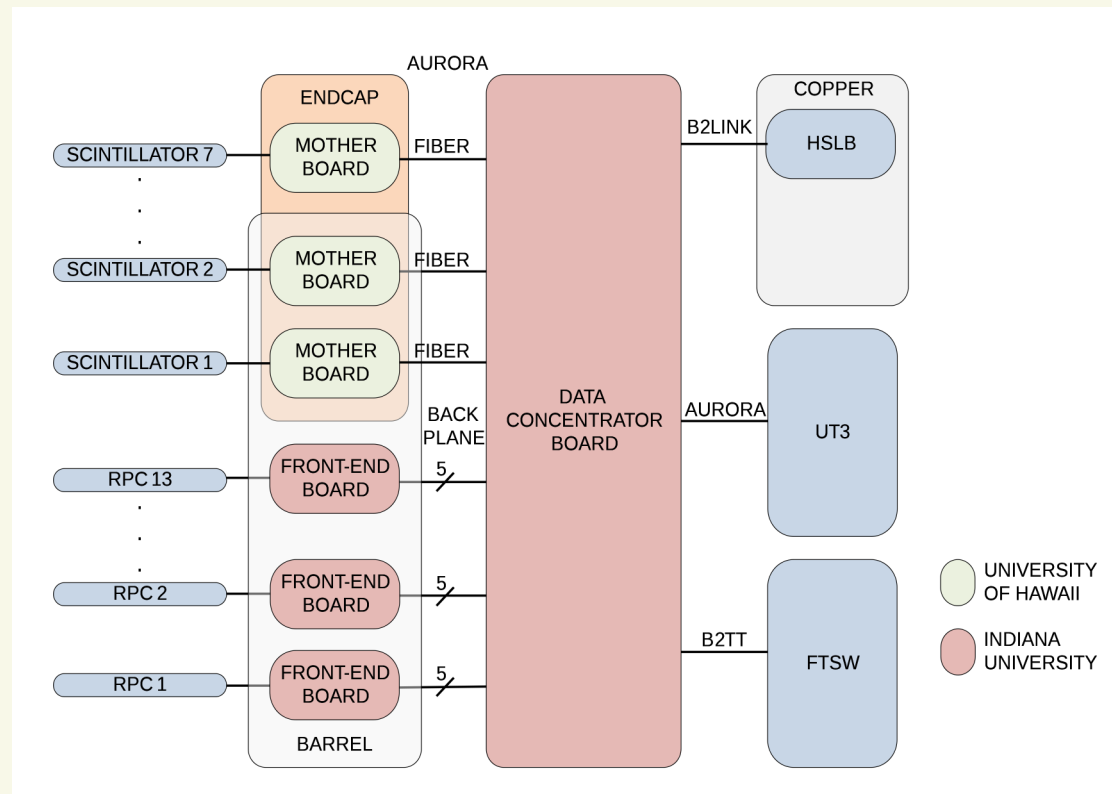 AURORA
ENDCAP
COPPER
SCINTILLATOR 7
MOTHER
BOARD
FIBER
B2LINK
HSLB
SCINTILLATOR 2
MOTHER
BOARD
FIBER
SCINTILLATOR 1
MOTHER
BOARD
FIBER
DATA
CONCENTRATOR
BOARD
AURORA
UT3
BACK
PLANE
RPC 13
FRONT-END
BOARD
5
RPC 2
FRONT-END
BOARD
5
RPC 1
FRONT-END
BOARD
5
BARREL
B2TT
FTSW
UNIVERSITY
OF HAWAII
INDIANA
UNIVERSITY